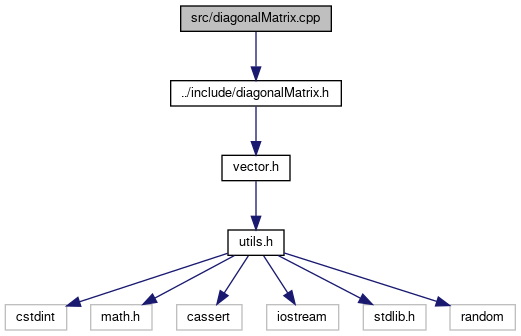 src/diagonalMatrix.cpp
../include/diagonalMatrix.h
vector.h
utils.h
cstdint math.h cassert iostream stdlib.h random